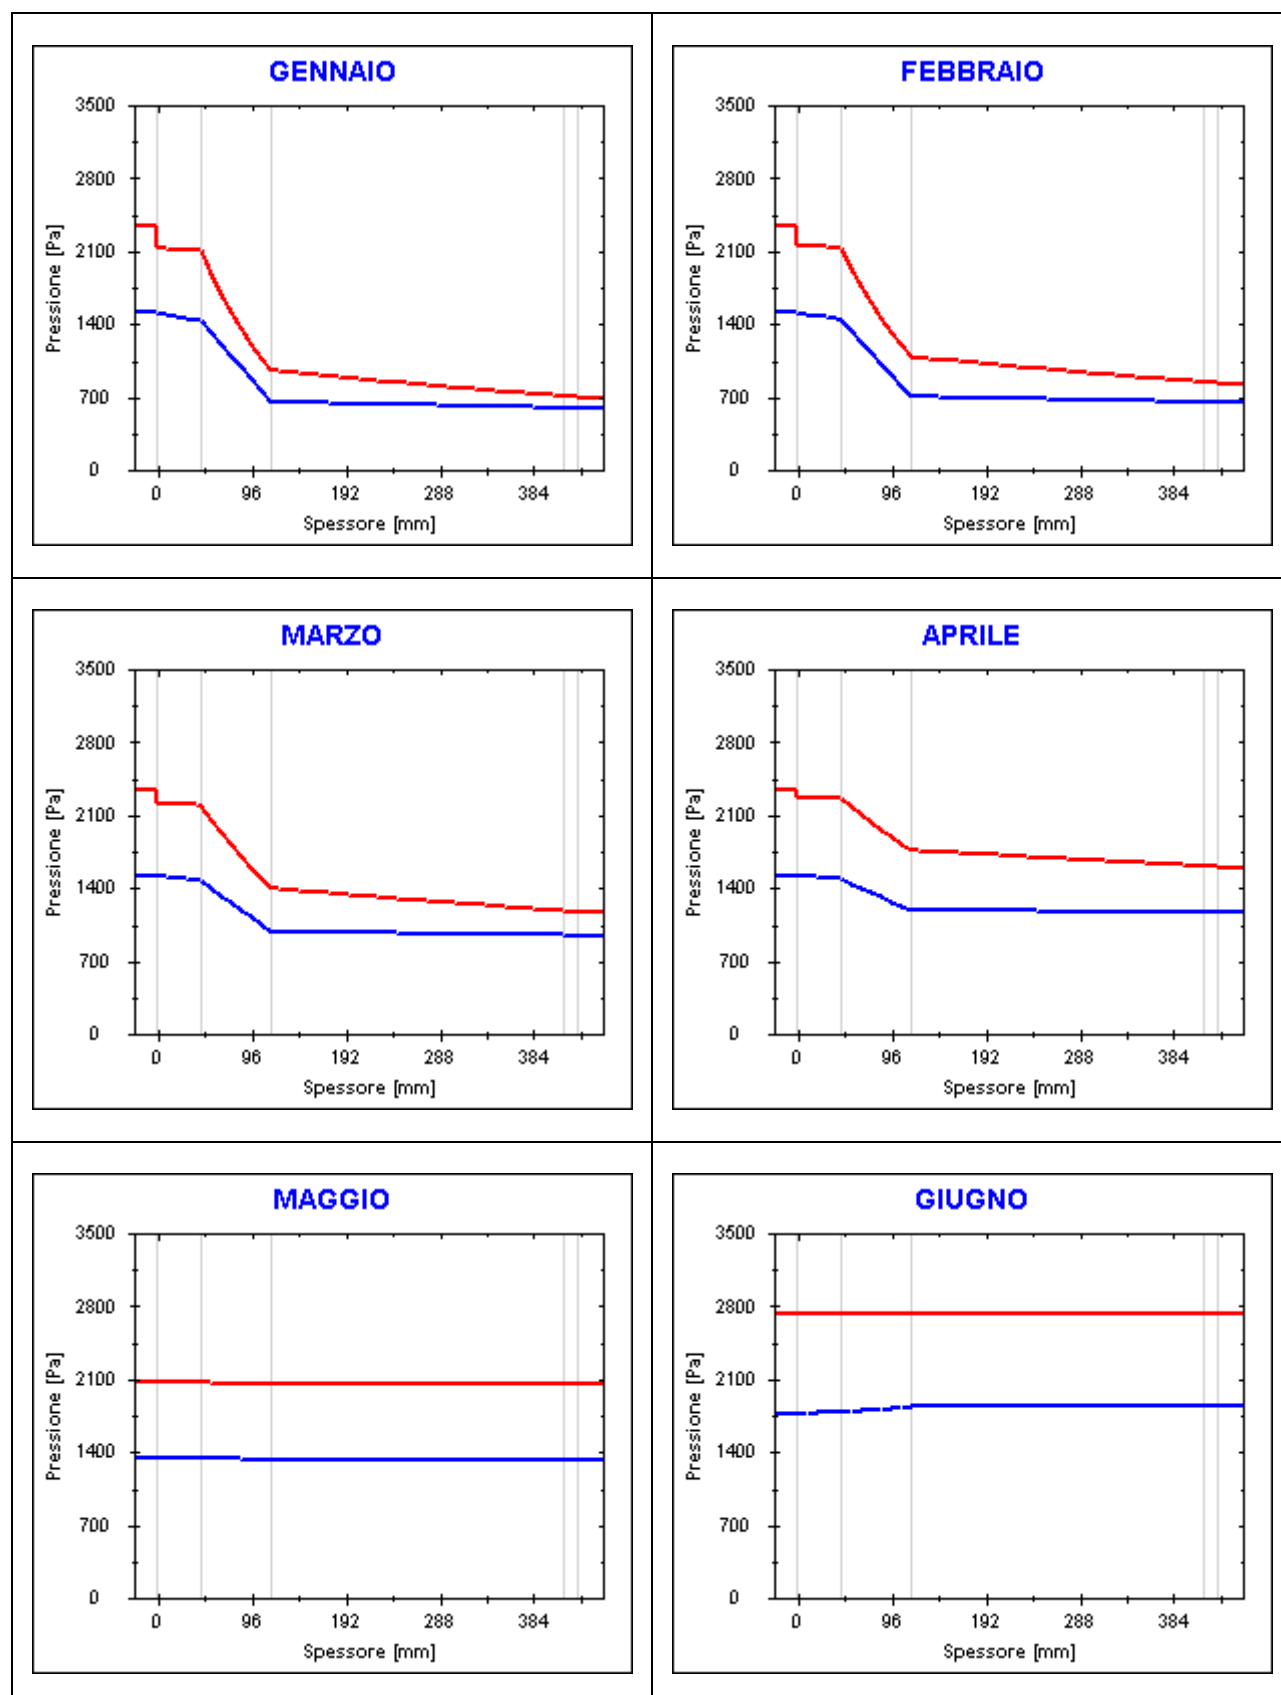 GENNAIO
3500
2800
2100
1400
700
0
Pressione [Pa]
0 96 192 288 384
Spessore [mm]
FEBBRAIO
3500
2800
2100
1400
700
0
Pressione [Pa]
0 96 192 288 384
Spessore [mm]
MARZO
3500
2800
2100
1400
700
0
Pressione [Pa]
0 96 192 288 384
Spessore [mm]
APRILE
3500
2800
2100
1400
700
0
Pressione [Pa]
0 96 192 288 384
Spessore [mm]
MAGGIO
3500
2800
2100
1400
700
0
Pressione [Pa]
0 96 192 288 384
Spessore [mm]
GIUGNO
3500
2800
2100
1400
700
0
Pressione [Pa]
0 96 192 288 384
Spessore [mm]